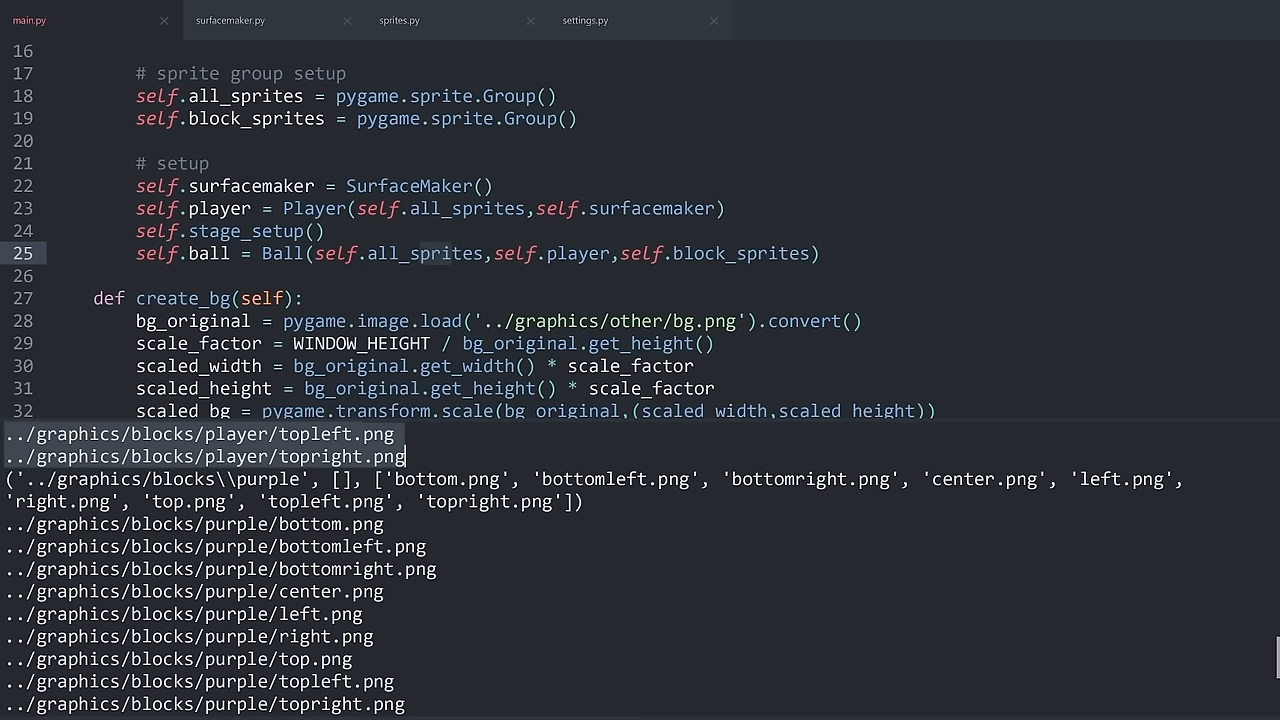 main.py surfacemaker.py sprites.py settings.py
16
17 # sprite group setup
18 self.all_sprites = pygame.sprite.Group()
19 self.block_sprites = pygame.sprite.Group()
20
21 # setup
22 self.surfacemaker = SurfaceMaker()
23 self.player = Player(self.all_sprites,self.surfacemaker)
24 self.stage_setup()
25 self.ball = Ball(self.all_sprites,self.player,self.block_sprites)
26
27 def create_bg(self):
28 bg_original = pygame.image.load('../graphics/other/bg.png').convert()
29 scale_factor = WINDOW_HEIGHT / bg_original.get_height()
30 scaled_width = bg_original.get_width() * scale_factor
31 scaled_height = bg_original.get_height() * scale_factor
32 scaled_bg = pygame.transform.scale(bg_original,(scaled_width,scaled_height))
../graphics/blocks/player/topleft.png
../graphics/blocks/player/topright.png
('../graphics/blocks\\purple', [], ['bottom.png', 'bottomleft.png', 'bottomright.png', 'center.png', 'left.png',
'right.png', 'top.png', 'topleft.png', 'topright.png'])
../graphics/blocks/purple/bottom.png
../graphics/blocks/purple/bottomleft.png
../graphics/blocks/purple/bottomright.png
../graphics/blocks/purple/center.png
../graphics/blocks/purple/left.png
../graphics/blocks/purple/right.png
../graphics/blocks/purple/top.png
../graphics/blocks/purple/topleft.png
../graphics/blocks/purple/topright.png